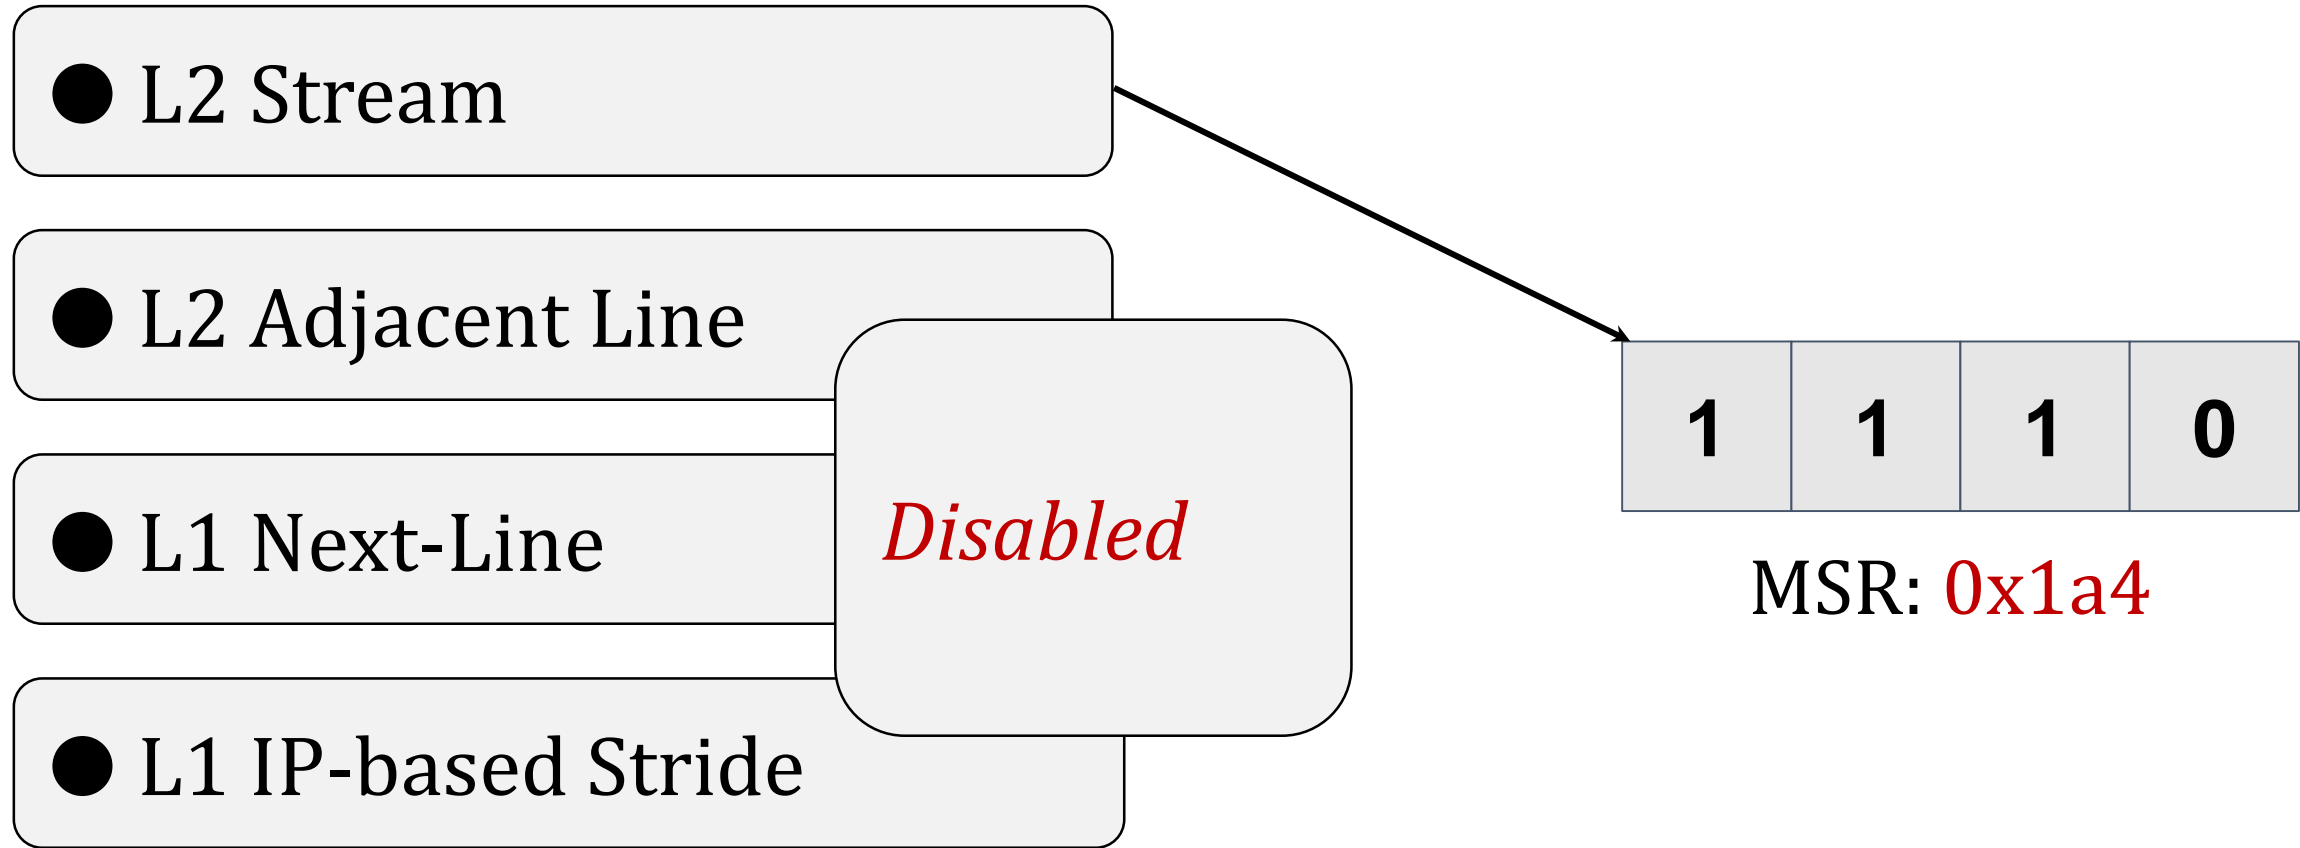 ● L2 Stream
● L2 Adjacent Line
● L1 Next-Line
● L1 IP-based Stride
Disabled
1 1 1 0
MSR: 0x1a4